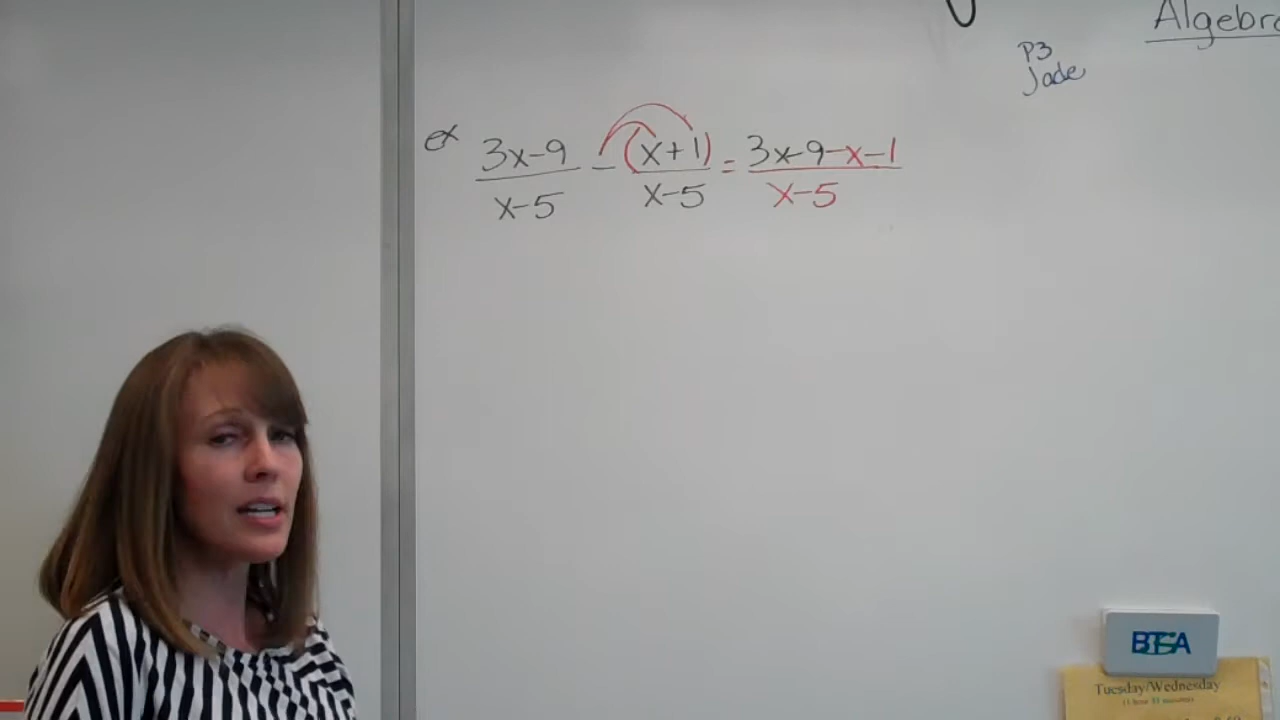 Algebra
P3
Jade
ex 3x-9 -(x+1) = 3x-9-x-1
x-5 x-5 x-5
BTSA
Tuesday/Wednesday